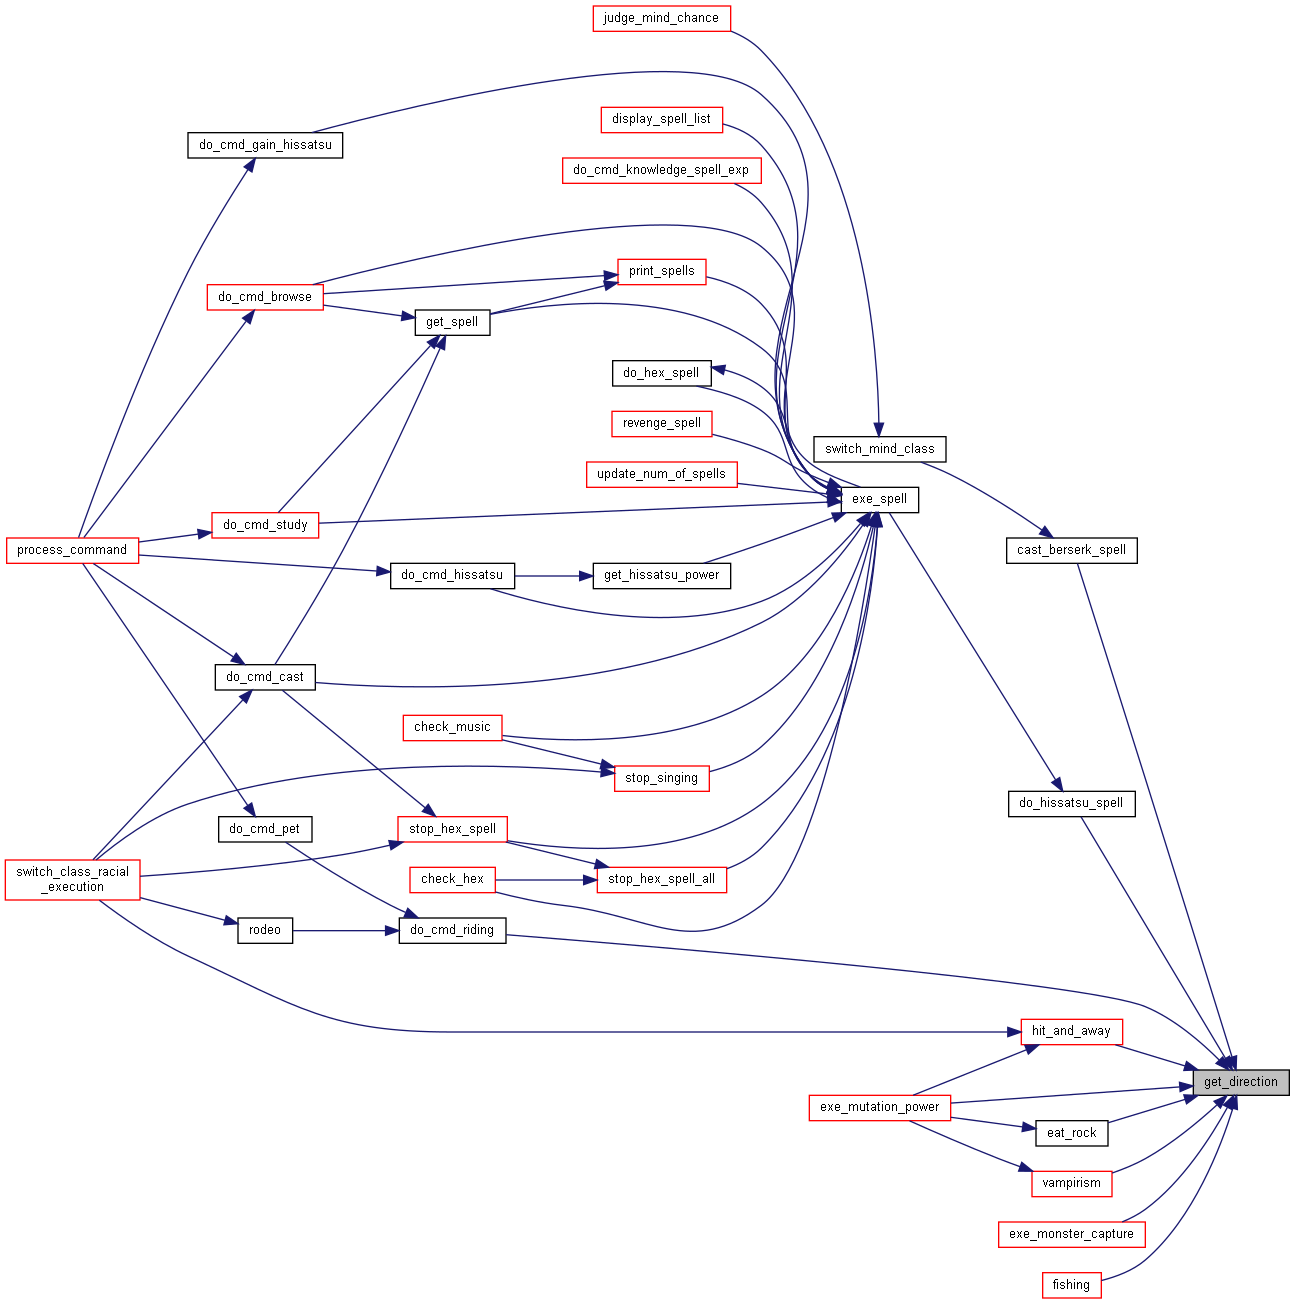 judge_mind_chance
display_spell_list
do_cmd_gain_hissatsu
do_cmd_knowledge_spell_exp
print_spells
do_cmd_browse
get_spell
do_hex_spell
revenge_spell
switch_mind_class
update_num_of_spells
exe_spell
do_cmd_study
process_command
cast_berserk_spell
do_cmd_hissatsu
get_hissatsu_power
do_cmd_cast
check_music
stop_singing
do_hissatsu_spell
do_cmd_pet
stop_hex_spell
switch_class_racial
_execution
check_hex
stop_hex_spell_all
rodeo
do_cmd_riding
hit_and_away
get_direction
exe_mutation_power
eat_rock
vampirism
exe_monster_capture
fishing